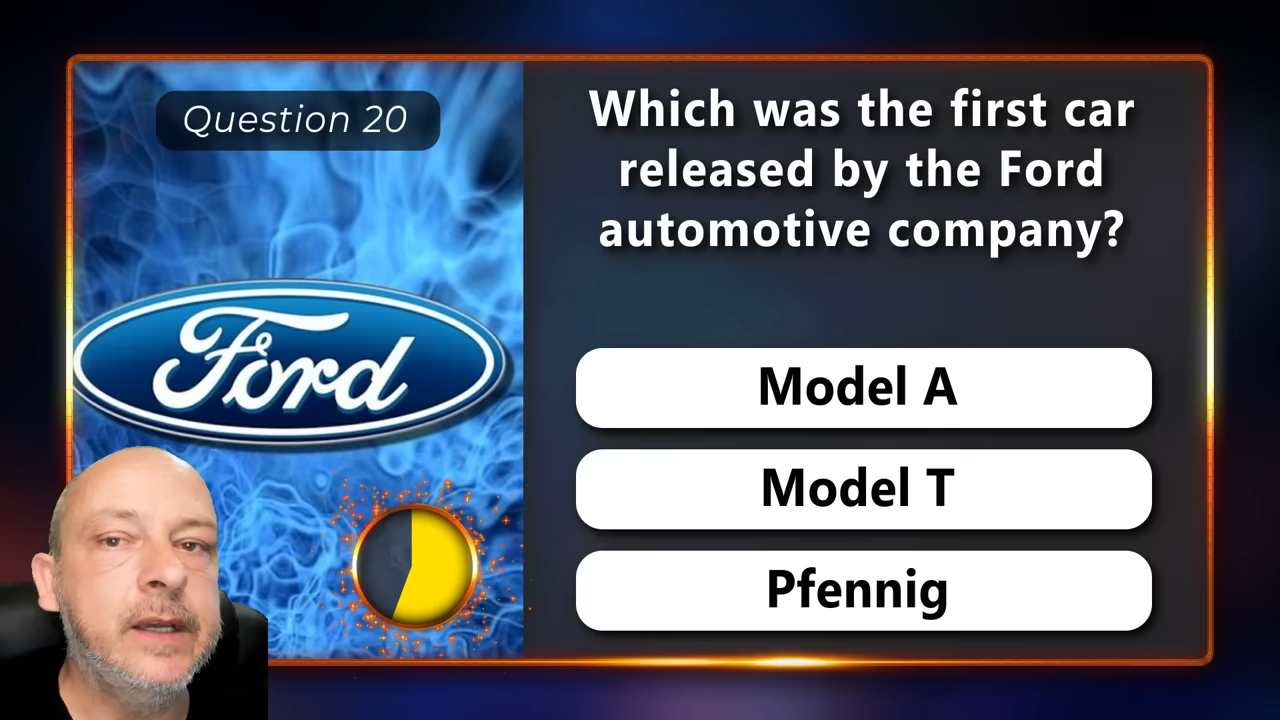 Question 20
Which was the first car
released by the Ford
automotive company?
Ford
Model A
Model T
Pfennig